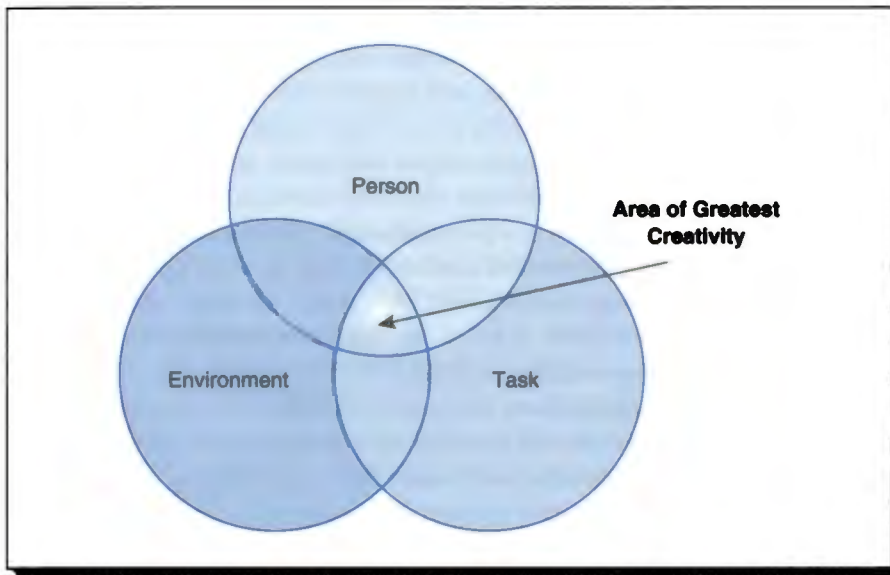 Person
Area of Greatest
Creativity
Environment
Task